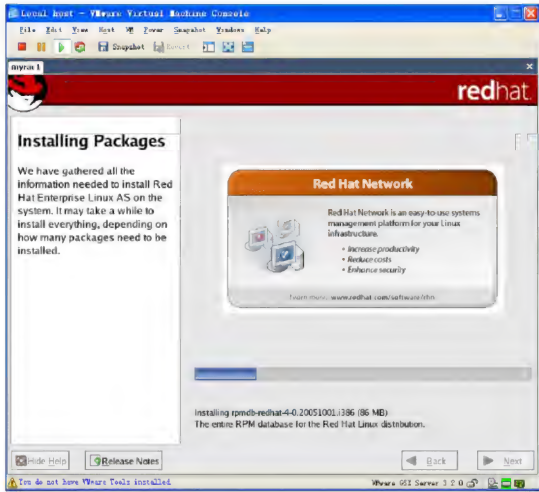 Local host - VMware Virtual Machine Console
File Edit View Host VM Power Snapshot Windows Help
Snapshot Revert
myrac1
redhat.
Installing Packages
We have gathered all the
information needed to install Red
Hat Enterprise Linux AS on the
system. It may take a while to
install everything, depending on
how many packages need to be
installed.
Red Hat Network
Red Hat Network is an easy-to-use systems
management platform for your Linux
infrastructure.
• Increase productivity
• Reduce costs
• Enhance security
Learn more: www.redhat.com/software/rhn
Installing rpmdb-redhat-4-0.20051001.i386 (86 MB)
The entire RPM database for the Red Hat Linux distribution.
Hide Help
Release Notes
Back
Next
You do not have VMware Tools installed.
VMware GSX Server 3.2.0